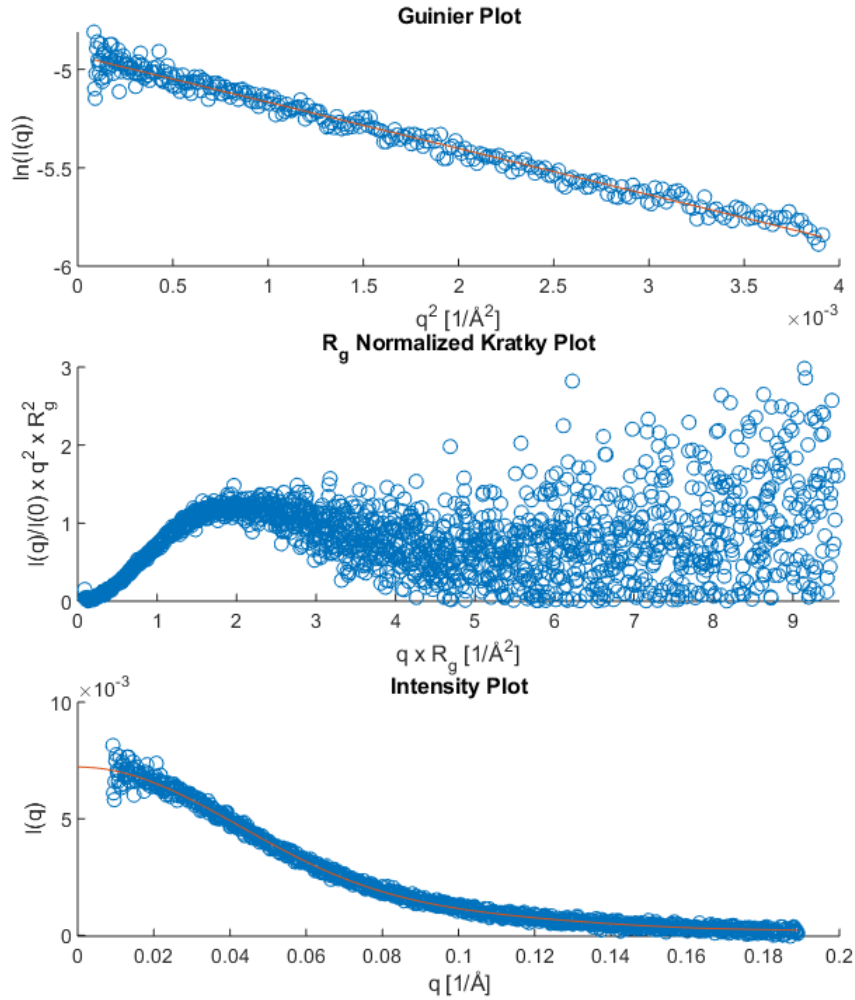 Guinier Plot
-5
-5.5
-6
ln(I(q))
0 0.5 1 1.5 2 2.5 3 3.5 4
q² [1/Å²]
×10⁻³
R_g Normalized Kratky Plot
3
2
1
0
I(q)/I(0) x q² x R_g²
0 1 2 3 4 5 6 7 8 9
q x R_g [1/Å²]
Intensity Plot
×10⁻³
10
5
0
I(q)
0 0.02 0.04 0.06 0.08 0.1 0.12 0.14 0.16 0.18 0.2
q [1/Å]